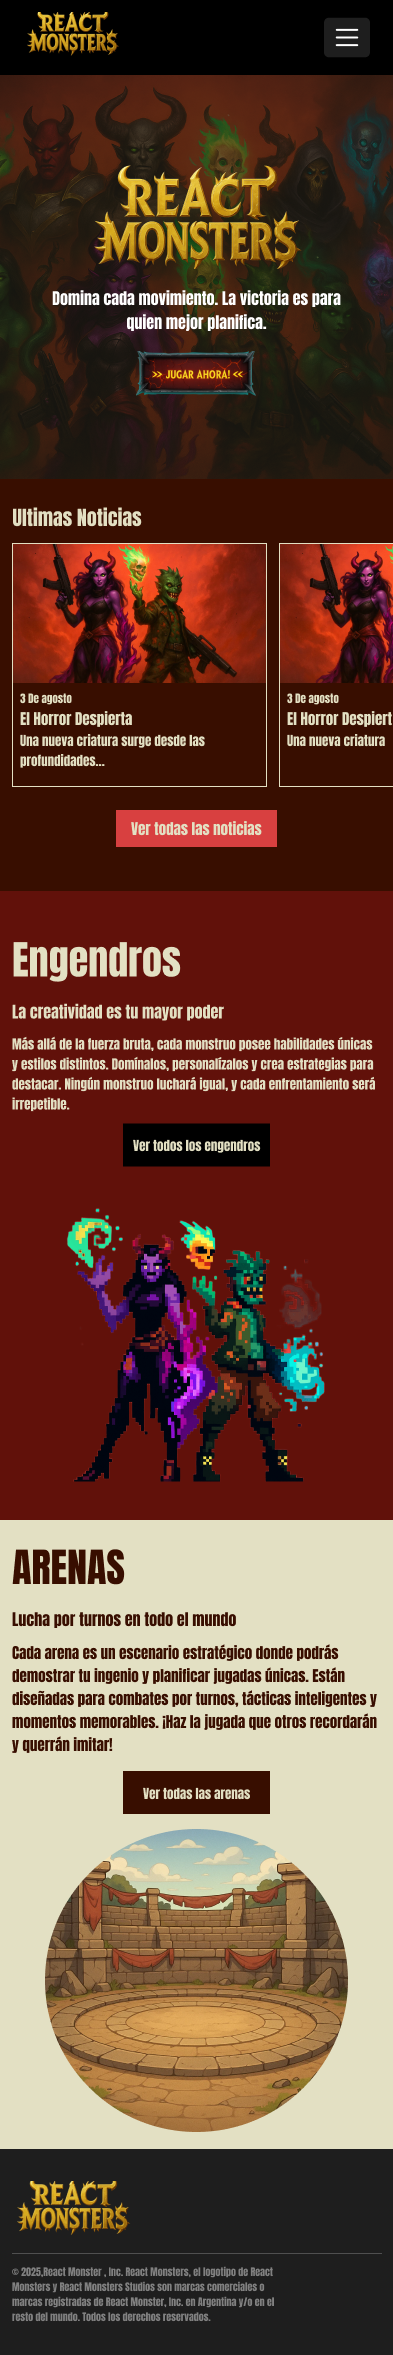 REACT
MONSTERS
REACT
MONSTERS
Domina cada movimiento. La victoria es para
quien mejor planifica.
>> JUGAR AHORA! <<
Ultimas Noticias
3 De agosto
El Horror Despierta
Una nueva criatura surge desde las
profundidades...
3 De agosto
El Horror Despiert
Una nueva criatura
Ver todas las noticias
Engendros
La creatividad es tu mayor poder
Más allá de la fuerza bruta, cada monstruo posee habilidades únicas
y estilos distintos. Domínalos, personalízalos y crea estrategias para
destacar. Ningún monstruo luchará igual, y cada enfrentamiento será
irrepetible.
Ver todos los engendros
ARENAS
Lucha por turnos en todo el mundo
Cada arena es un escenario estratégico donde podrás
demostrar tu ingenio y planificar jugadas únicas. Están
diseñadas para combates por turnos, tácticas inteligentes y
momentos memorables. ¡Haz la jugada que otros recordarán
y querrán imitar!
Ver todas las arenas
REACT
MONSTERS
© 2025,React Monster , Inc. React Monsters, el logotipo de React
Monsters y React Monsters Studios son marcas comerciales o
marcas registradas de React Monster, Inc. en Argentina y/o en el
resto del mundo. Todos los derechos reservados.